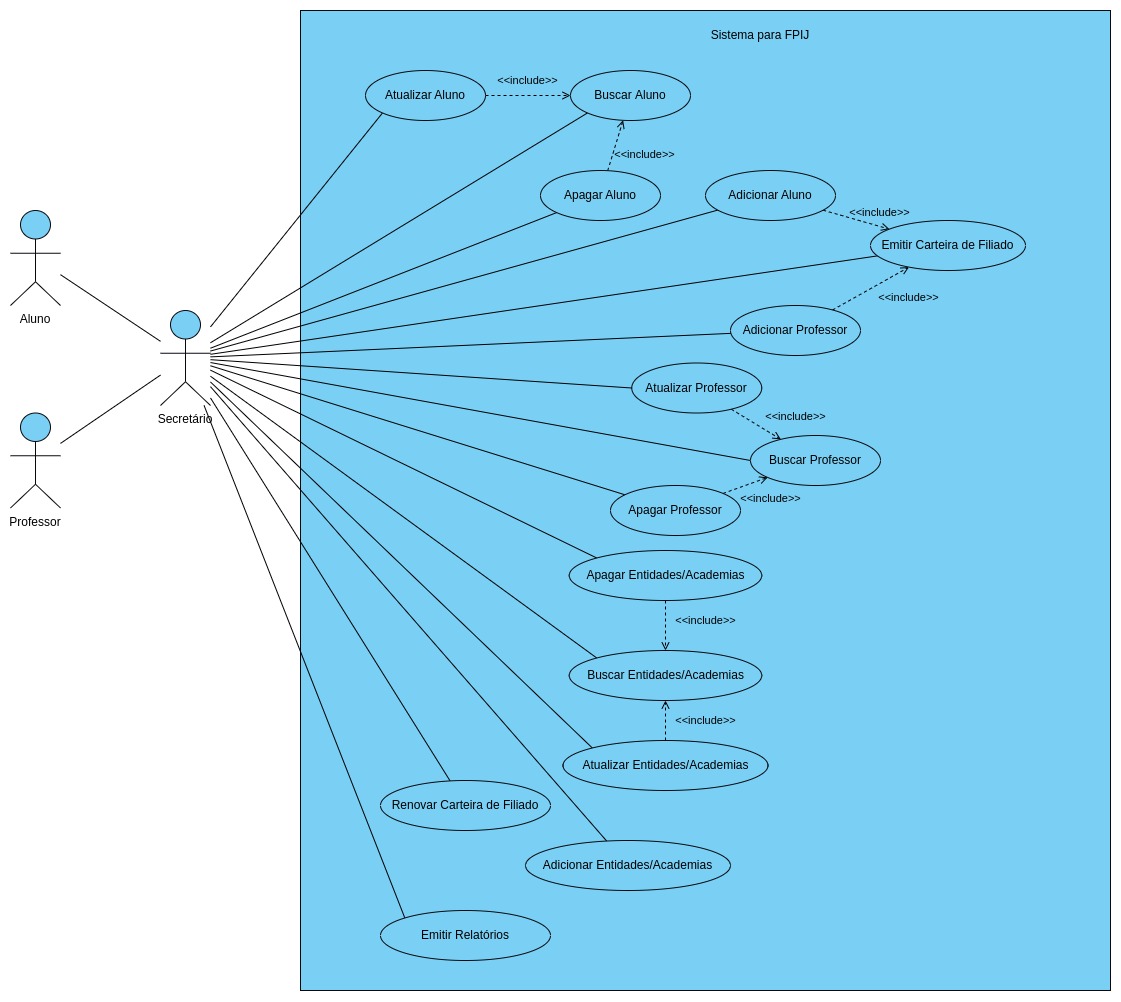 Sistema para FPIJ
Atualizar Aluno
<<include>>
Buscar Aluno
<<include>>
Apagar Aluno
Adicionar Aluno
<<include>>
Emitir Carteira de Filiado
<<include>>
Adicionar Professor
Aluno
Secretário
Professor
Atualizar Professor
<<include>>
Buscar Professor
<<include>>
Apagar Professor
Apagar Entidades/Academias
<<include>>
Buscar Entidades/Academias
<<include>>
Atualizar Entidades/Academias
Renovar Carteira de Filiado
Adicionar Entidades/Academias
Emitir Relatórios